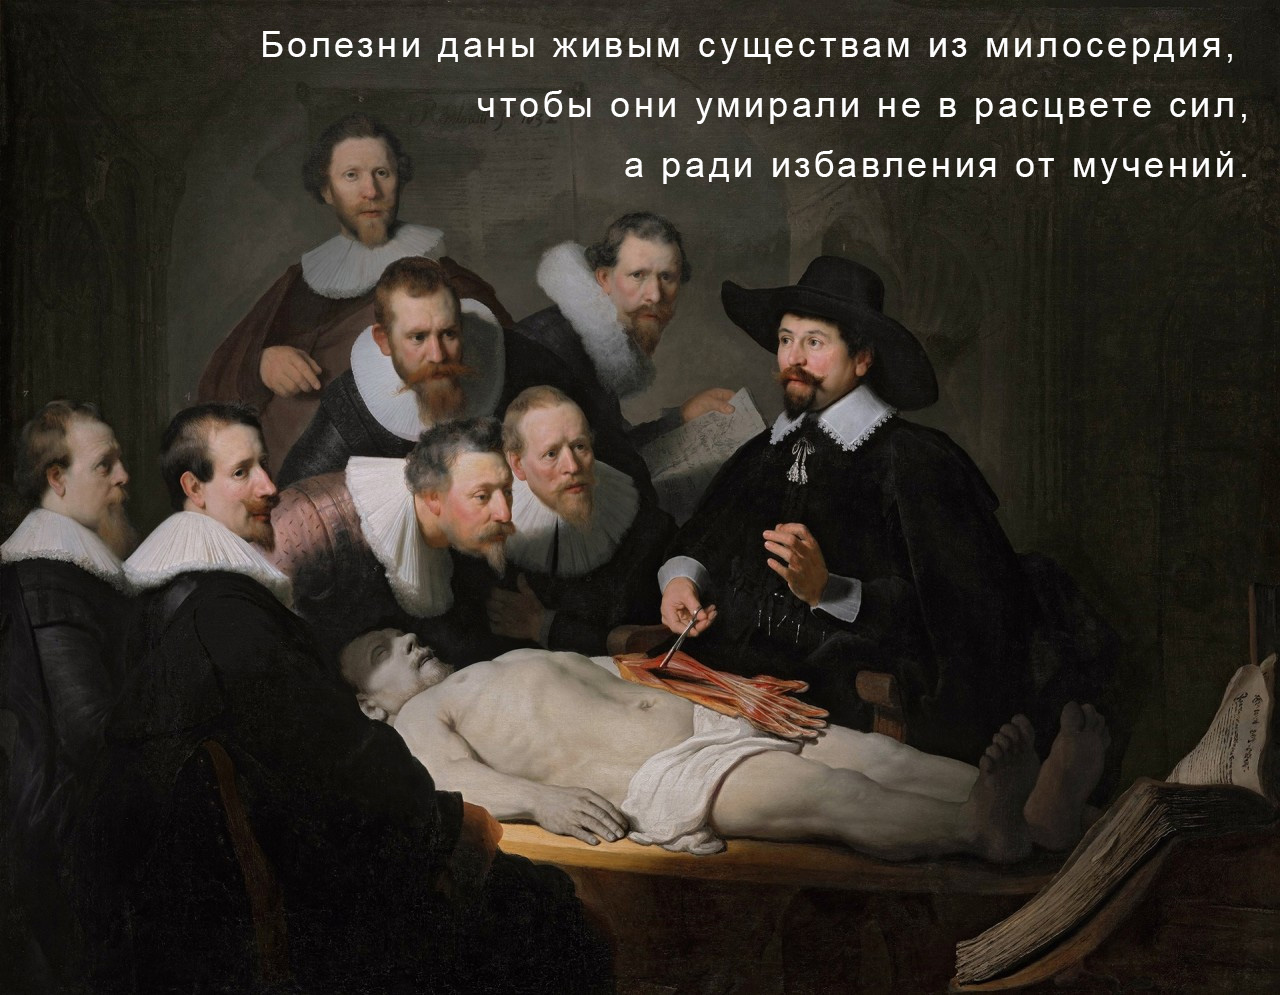 Болезни даны живым существам из милосердия,
чтобы они умирали не в расцвете сил,
а ради избавления от мучений.